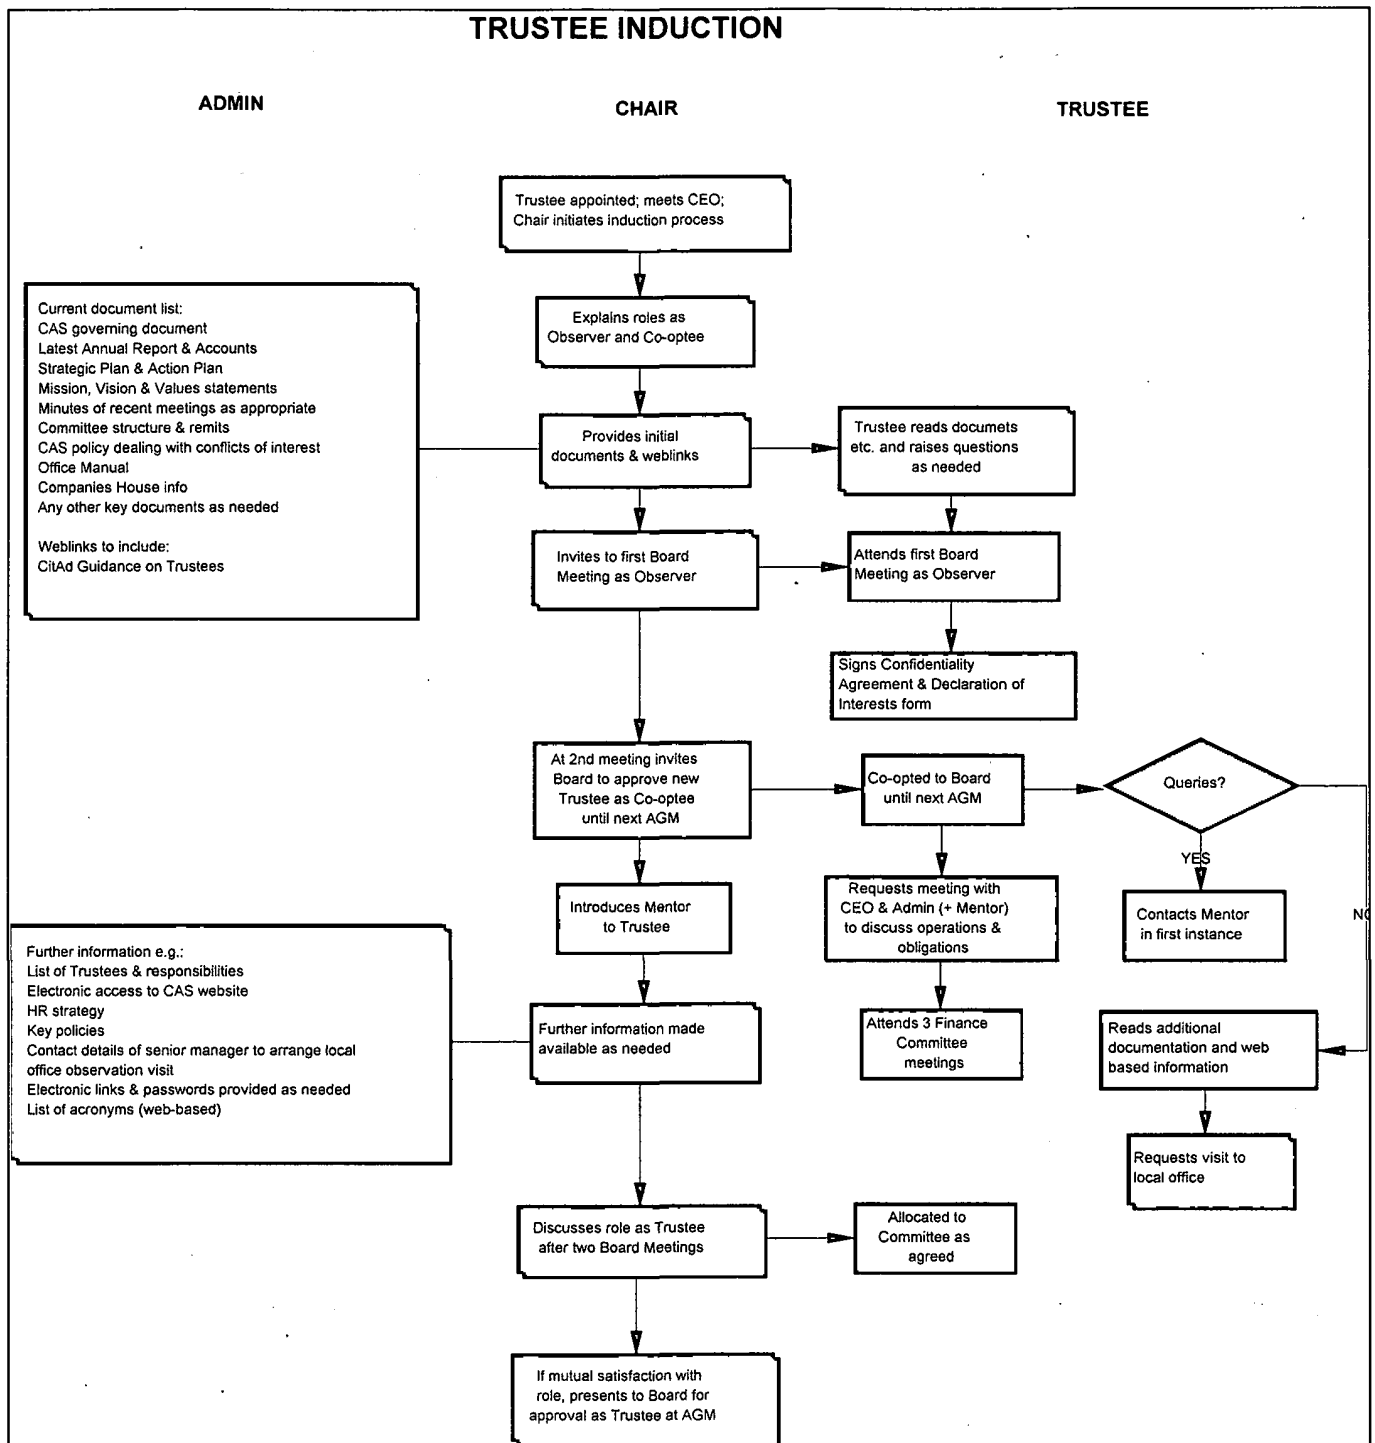 TRUSTEE INDUCTION
ADMIN
CHAIR
TRUSTEE
Trustee appointed; meets CEO;
Chair initiates induction process
Current document list:
CAS governing document
Latest Annual Report & Accounts
Strategic Plan & Action Plan
Mission, Vision & Values statements
Minutes of recent meetings as appropriate
Committee structure & remits
CAS policy dealing with conflicts of interest
Office Manual
Companies House info
Any other key documents as needed
Weblinks to include:
CitAd Guidance on Trustees
Explains roles as
Observer and Co-optee
Provides initial
documents & weblinks
Trustee reads documets
etc. and raises questions
as needed
Invites to first Board
Meeting as Observer
Attends first Board
Meeting as Observer
Signs Confidentiality
Agreement & Declaration of
Interests form
At 2nd meeting invites
Board to approve new
Trustee as Co-optee
until next AGM
Co-opted to Board
until next AGM
Queries?
YES
NO
Introduces Mentor
to Trustee
Requests meeting with
CEO & Admin (+ Mentor)
to discuss operations &
obligations
Contacts Mentor
in first instance
Further information e.g.:
List of Trustees & responsibilities
Electronic access to CAS website
HR strategy
Key policies
Contact details of senior manager to arrange local
office observation visit
Electronic links & passwords provided as needed
List of acronyms (web-based)
Further information made
available as needed
Attends 3 Finance
Committee
meetings
Reads additional
documentation and web
based information
Requests visit to
local office
Discusses role as Trustee
after two Board Meetings
Allocated to
Committee as
agreed
If mutual satisfaction with
role, presents to Board for
approval as Trustee at AGM